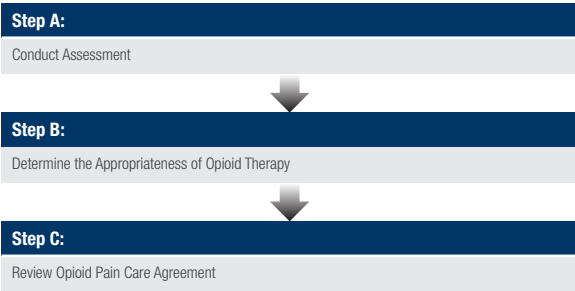 Step A:
Conduct Assessment
Step B:
Determine the Appropriateness of Opioid Therapy
Step C:
Review Opioid Pain Care Agreement